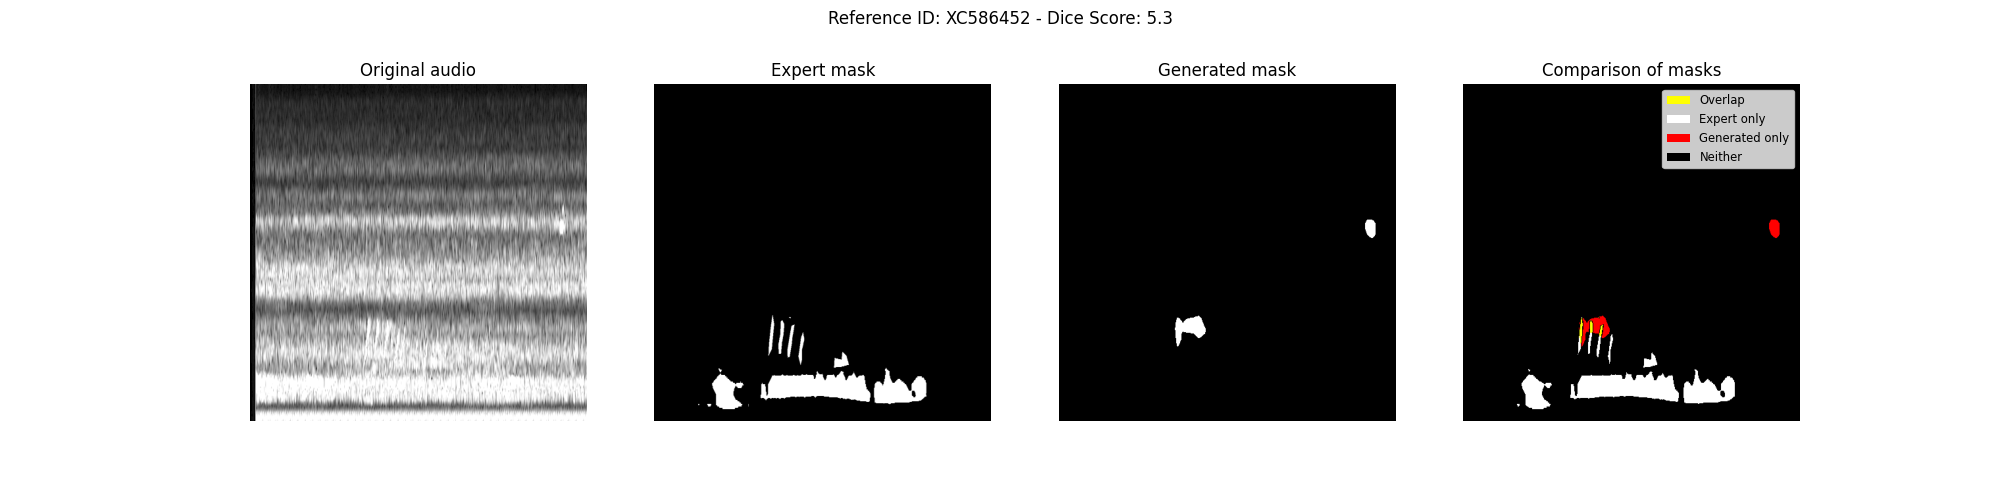 Reference ID: XC586452 - Dice Score: 5.3
Original audio
Expert mask
Generated mask
Comparison of masks
Overlap
Expert only
Generated only
Neither